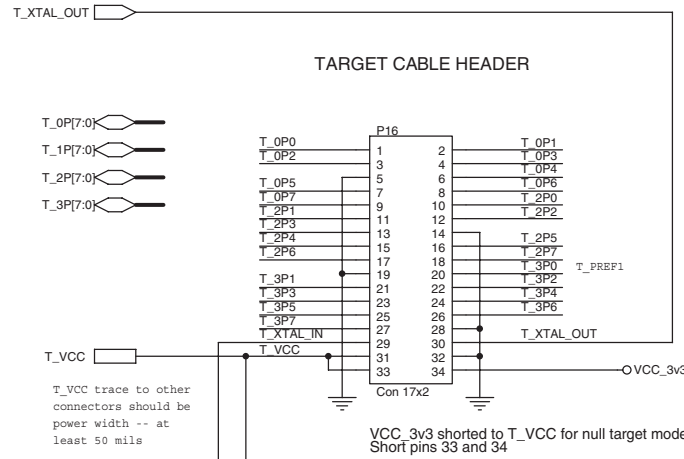 T_XTAL_OUT
TARGET CABLE HEADER
T_0P[7:0]
T_1P[7:0]
T_2P[7:0]
T_3P[7:0]
P16
T_0P0 1 2 T_0P1
T_0P2 3 4 T_0P3
5 6 T_0P4
T_0P5 7 8 T_0P6
T_0P7 9 10 T_2P0
T_2P1 11 12 T_2P2
T_2P3 13 14
T_2P4 15 16 T_2P5
T_2P6 17 18 T_2P7
19 20 T_3P0 T_PREF1
T_3P1 21 22 T_3P2
T_3P3 23 24 T_3P4
T_3P5 25 26 T_3P6
T_3P7 27 28
T_XTAL_IN 29 30 T_XTAL_OUT
T_VCC T_VCC 31 32
33 34 VCC_3v3
Con 17x2
T_VCC trace to other
connectors should be
power width -- at
least 50 mils
VCC_3v3 shorted to T_VCC for null target mode
Short pins 33 and 34